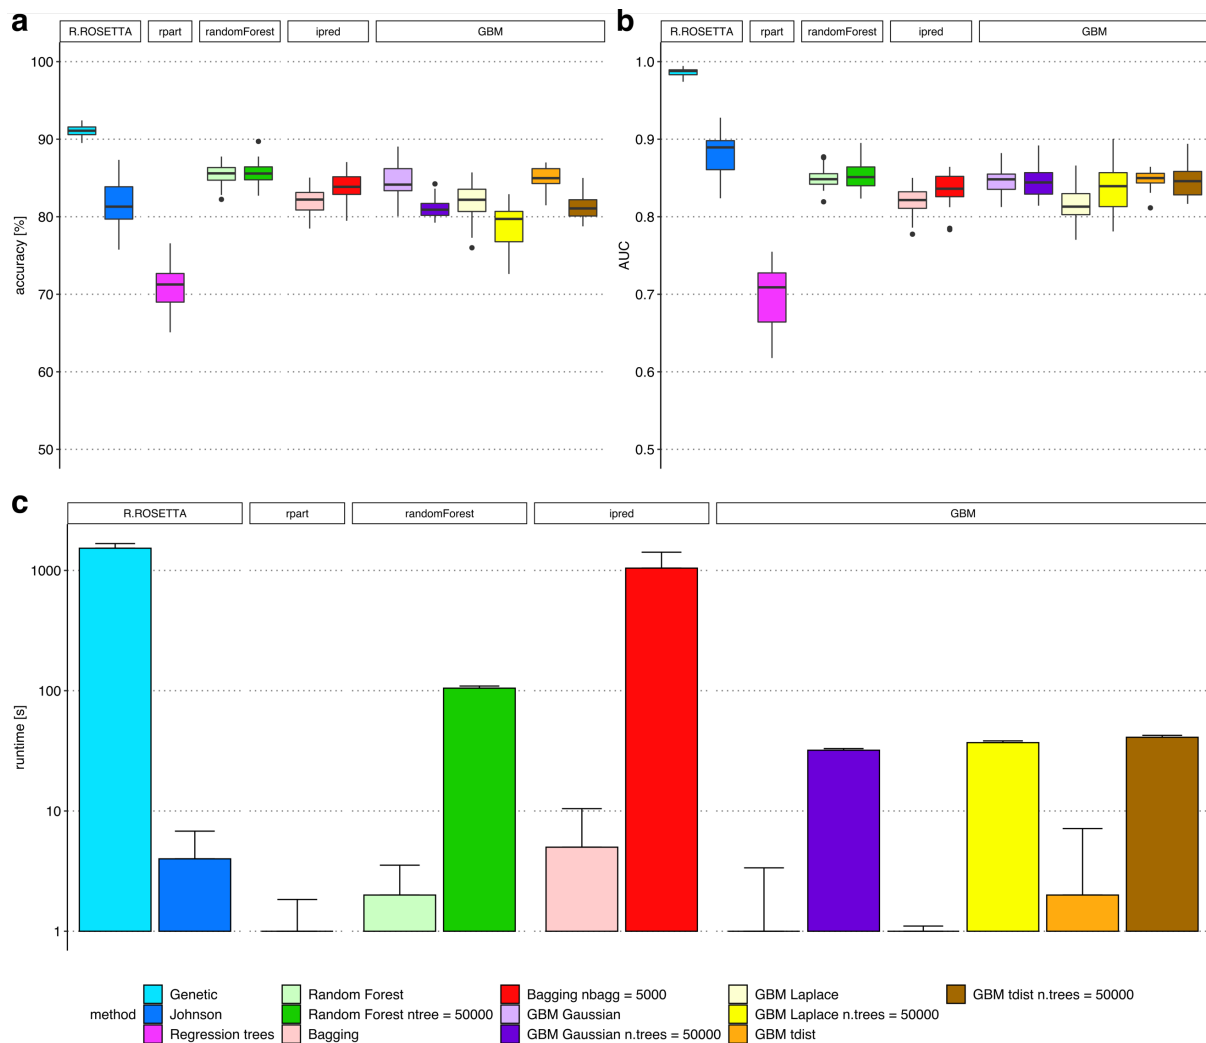 a
R.ROSETTA rpart randomForest ipred GBM
100
90
80
70
60
50
accuracy [%]
b
R.ROSETTA rpart randomForest ipred GBM
1.0
0.9
0.8
0.7
0.6
0.5
AUC
c
R.ROSETTA rpart randomForest ipred GBM
1000
100
10
1
runtime [s]
method
Genetic
Johnson
Regression trees
Random Forest
Random Forest ntree = 50000
Bagging
Bagging nbagg = 5000
GBM Gaussian
GBM Gaussian n.trees = 50000
GBM Laplace
GBM Laplace n.trees = 50000
GBM tdist
GBM tdist n.trees = 50000